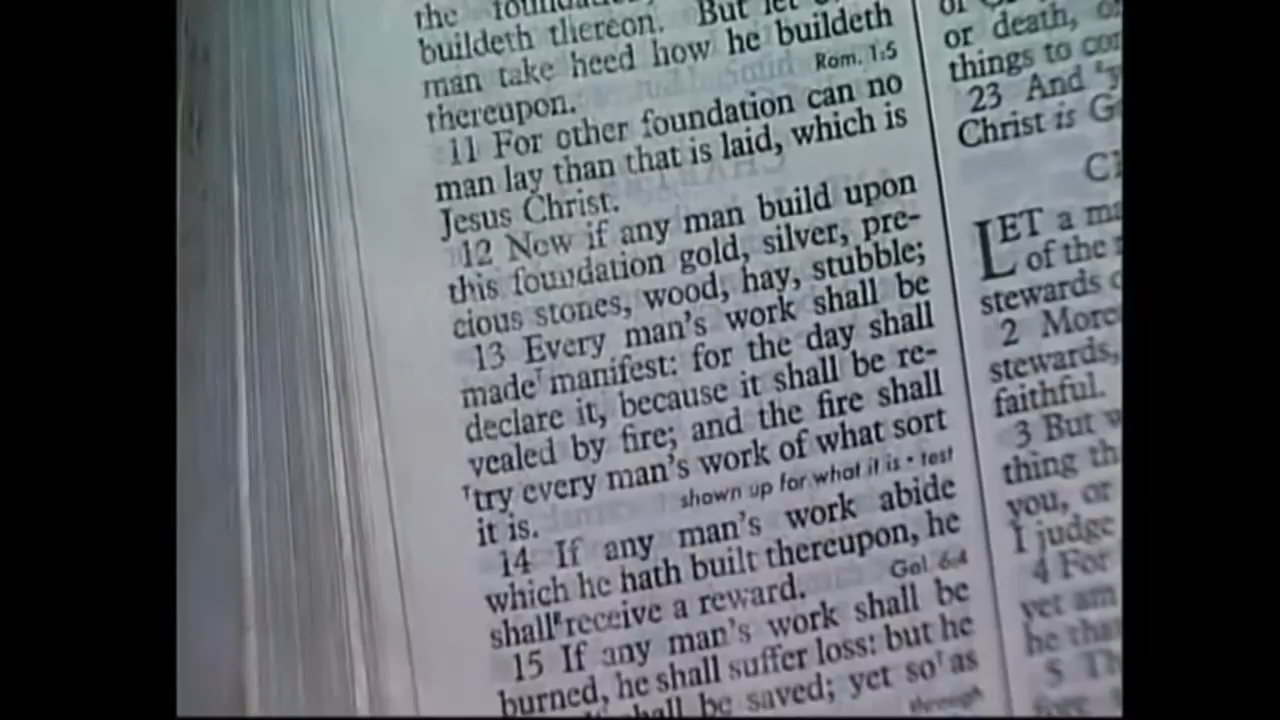 the
buildeth thereon. But let
man take heed how he buildeth
thereupon. Rom. 1:5
11 For other foundation can no
man lay than that is laid, which is
Jesus Christ.
12 Now if any man build upon
this foundation gold, silver, pre-
cious stones, wood, hay, stubble;
13 Every man's work shall be
made manifest: for the day shall
declare it, because it shall be re-
vealed by fire; and the fire shall
try every man's work of what sort
it is. shown up for what it is • test
14 If any man's work abide
which he hath built thereupon, he
shall receive a reward. Gal. 6:4
15 If any man's work shall be
burned, he shall suffer loss: but he
be saved; yet so as
through
or death,
things to
23 And
Christ is
LET a
of the
stewards
2
stewards,
faithful.
3 But
thing
you, or
I judge
4 For
yet am
he
5